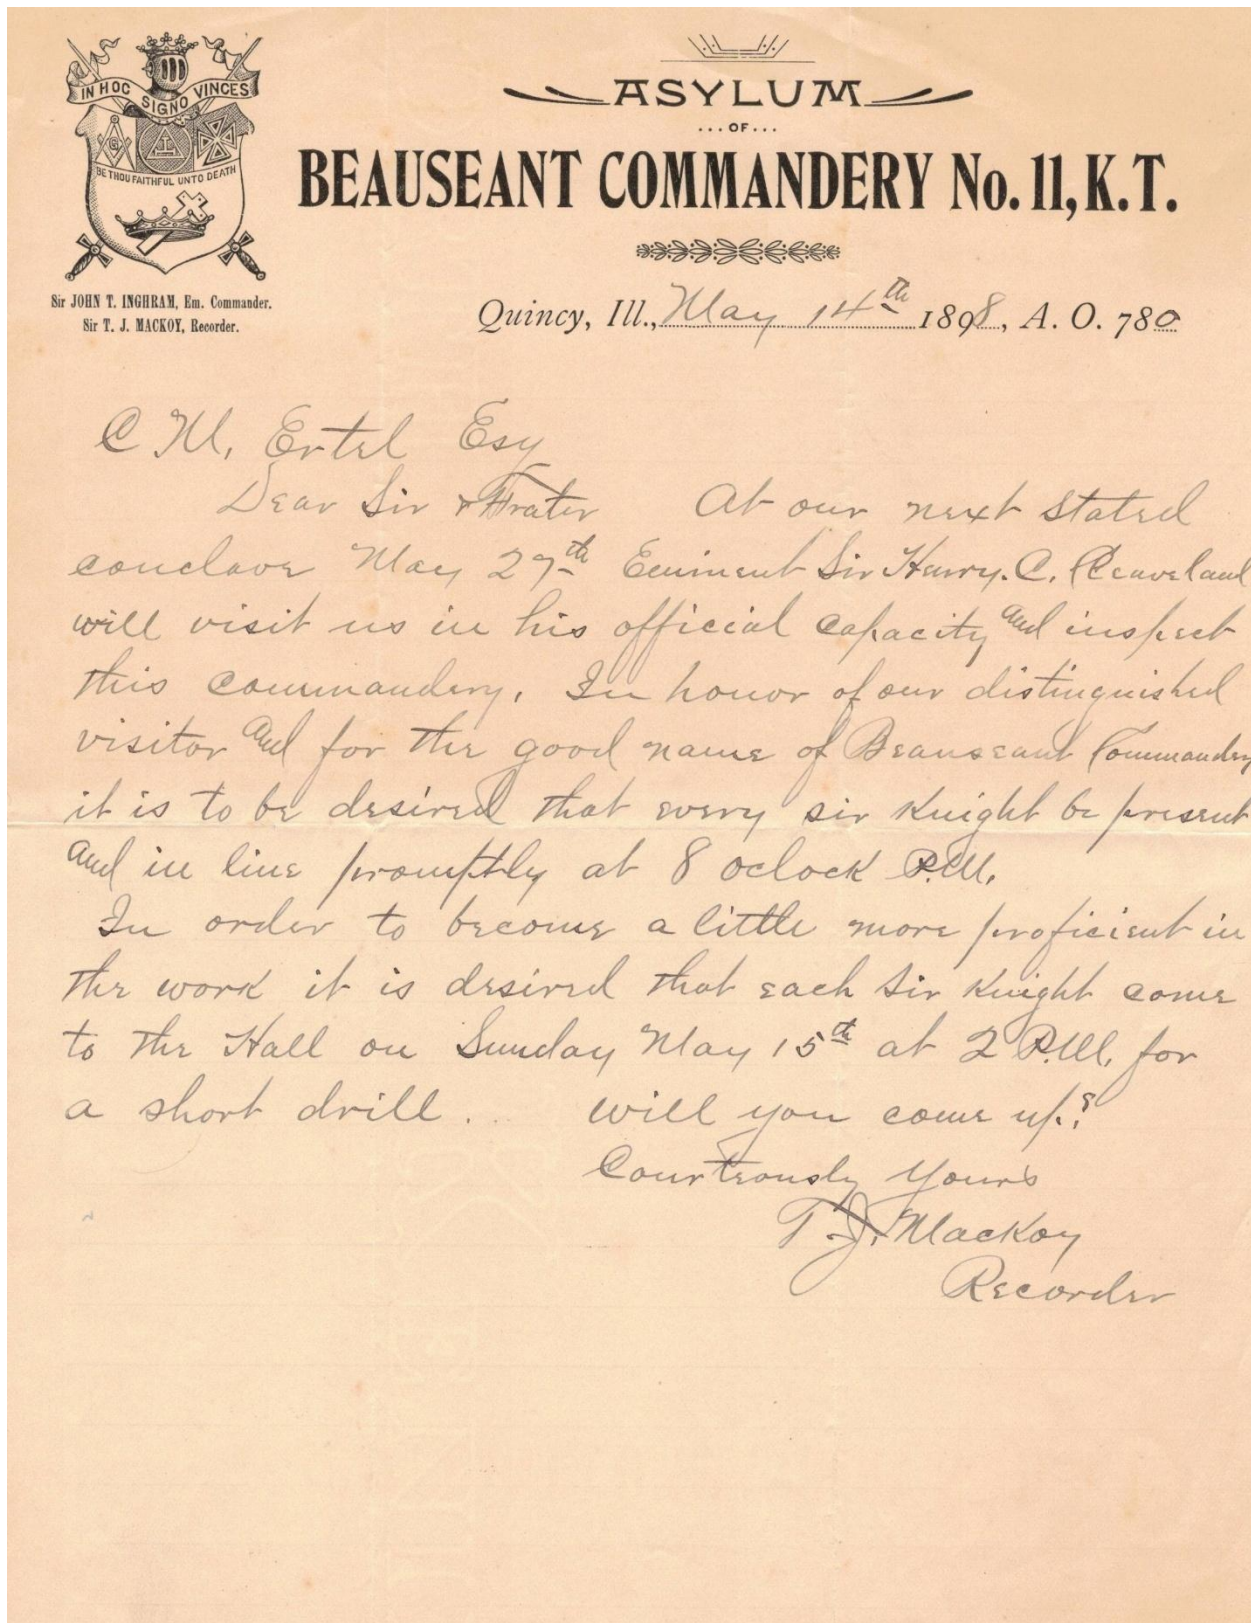 IN HOC SIGNO VINCES
G
BE THOU FAITHFUL UNTO DEATH
Sir JOHN T. INGHRAM, Em. Commander.
Sir T. J. MACKOY, Recorder.
ASYLUM
...OF...
BEAUSEANT COMMANDERY No. 11, K. T.
Quincy, Ill., May 14th 1898, A. O. 780
C M. Ertel Esq
Dear Sir & Frater At our next stated
conclave May 27th Eminent Sir Henry. C. Cleaveland
will visit us in his official capacity and inspect
this commandery. In honor of our distinguished
visitor and for the good name of Beauseant Commandery
it is to be desired that every sir Knight be present
and in line promptly at 8 oclock P.M.
In order to become a little more proficient in
the work it is desired that each Sir Knight come
to the Hall on Sunday May 15th at 2 P.M. for
a short drill. will you come up?
Courteously Yours
T. J. Mackoy
Recorder